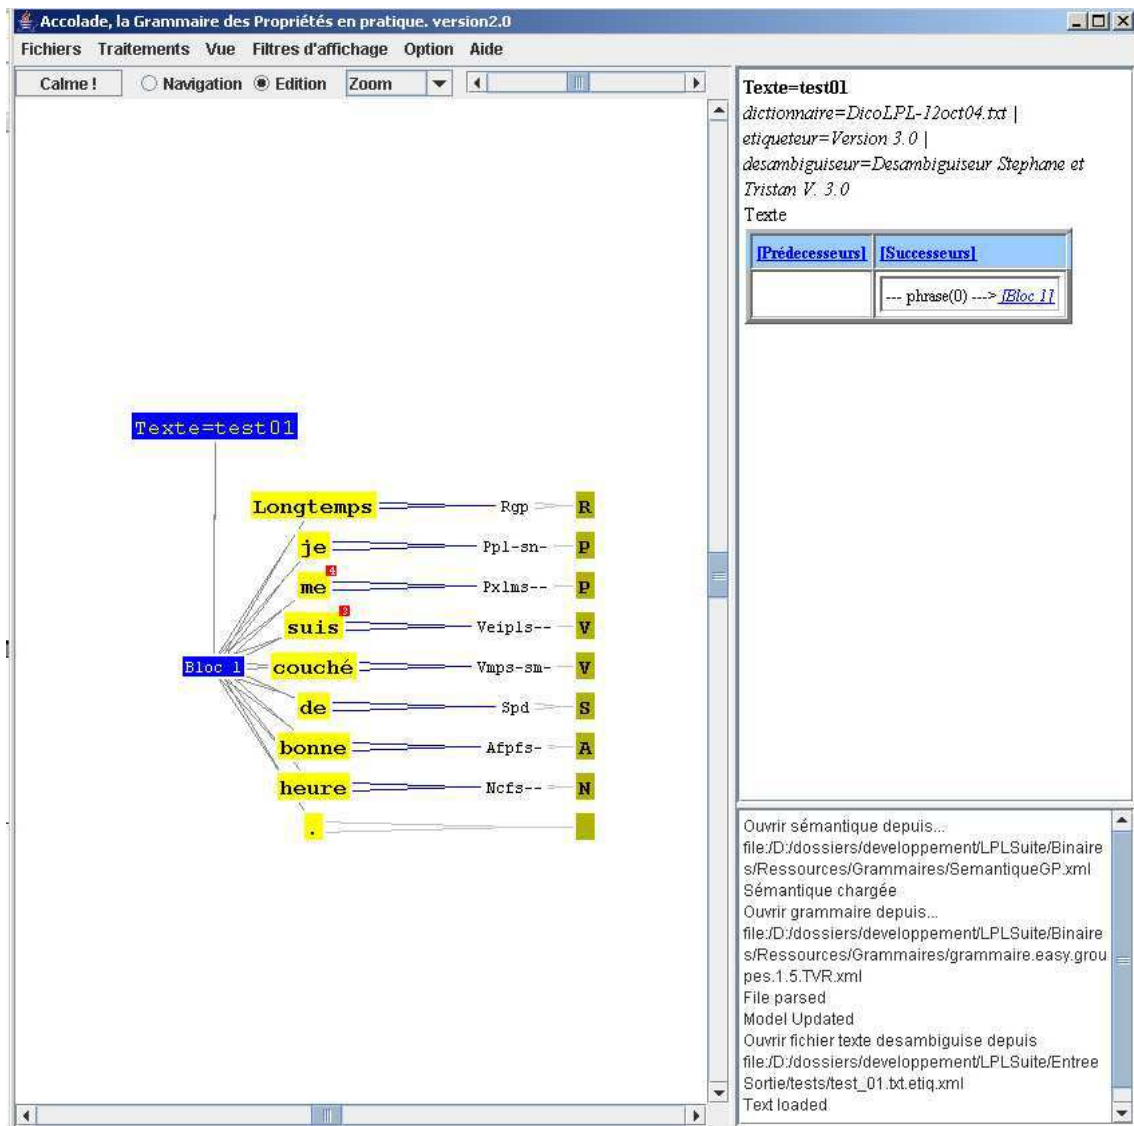 Accolade, la Grammaire des Propriétés en pratique. version2.0
Fichiers Traitements Vue Filtres d'affichage Option Aide
Calme ! Navigation Edition Zoom
Texte=test01
Longtemps Rgp R
je Pp1-sn- P
me 4 Px1ms-- P
suis Veip1s-- V
Bloc 1 couché Vmps-sm- V
de Spd S
bonne Afpfs- A
heure Ncfs-- N
.
Texte=test01
dictionnaire=DicoLPL-12oct04.txt |
etiqueteur=Version 3.0 |
desambiguiseur=Desambiguiseur Stephane et
Tristan V. 3.0
Texte
[Prédecesseurs] [Successeurs]
--- phrase(0) ---> [Bloc 1]
Ouvrir sémantique depuis...
file:/D:/dossiers/developpement/LPLSuite/Binaire
s/Ressources/Grammaires/SemantiqueGP.xml
Sémantique chargée
Ouvrir grammaire depuis...
file:/D:/dossiers/developpement/LPLSuite/Binaire
s/Ressources/Grammaires/grammaire.easy.grou
pes.1.5.TVR.xml
File parsed
Model Updated
Ouvrir fichier texte desambiguise depuis
file:/D:/dossiers/developpement/LPLSuite/Entree
Sortie/tests/test_01.txt.etiq.xml
Text loaded